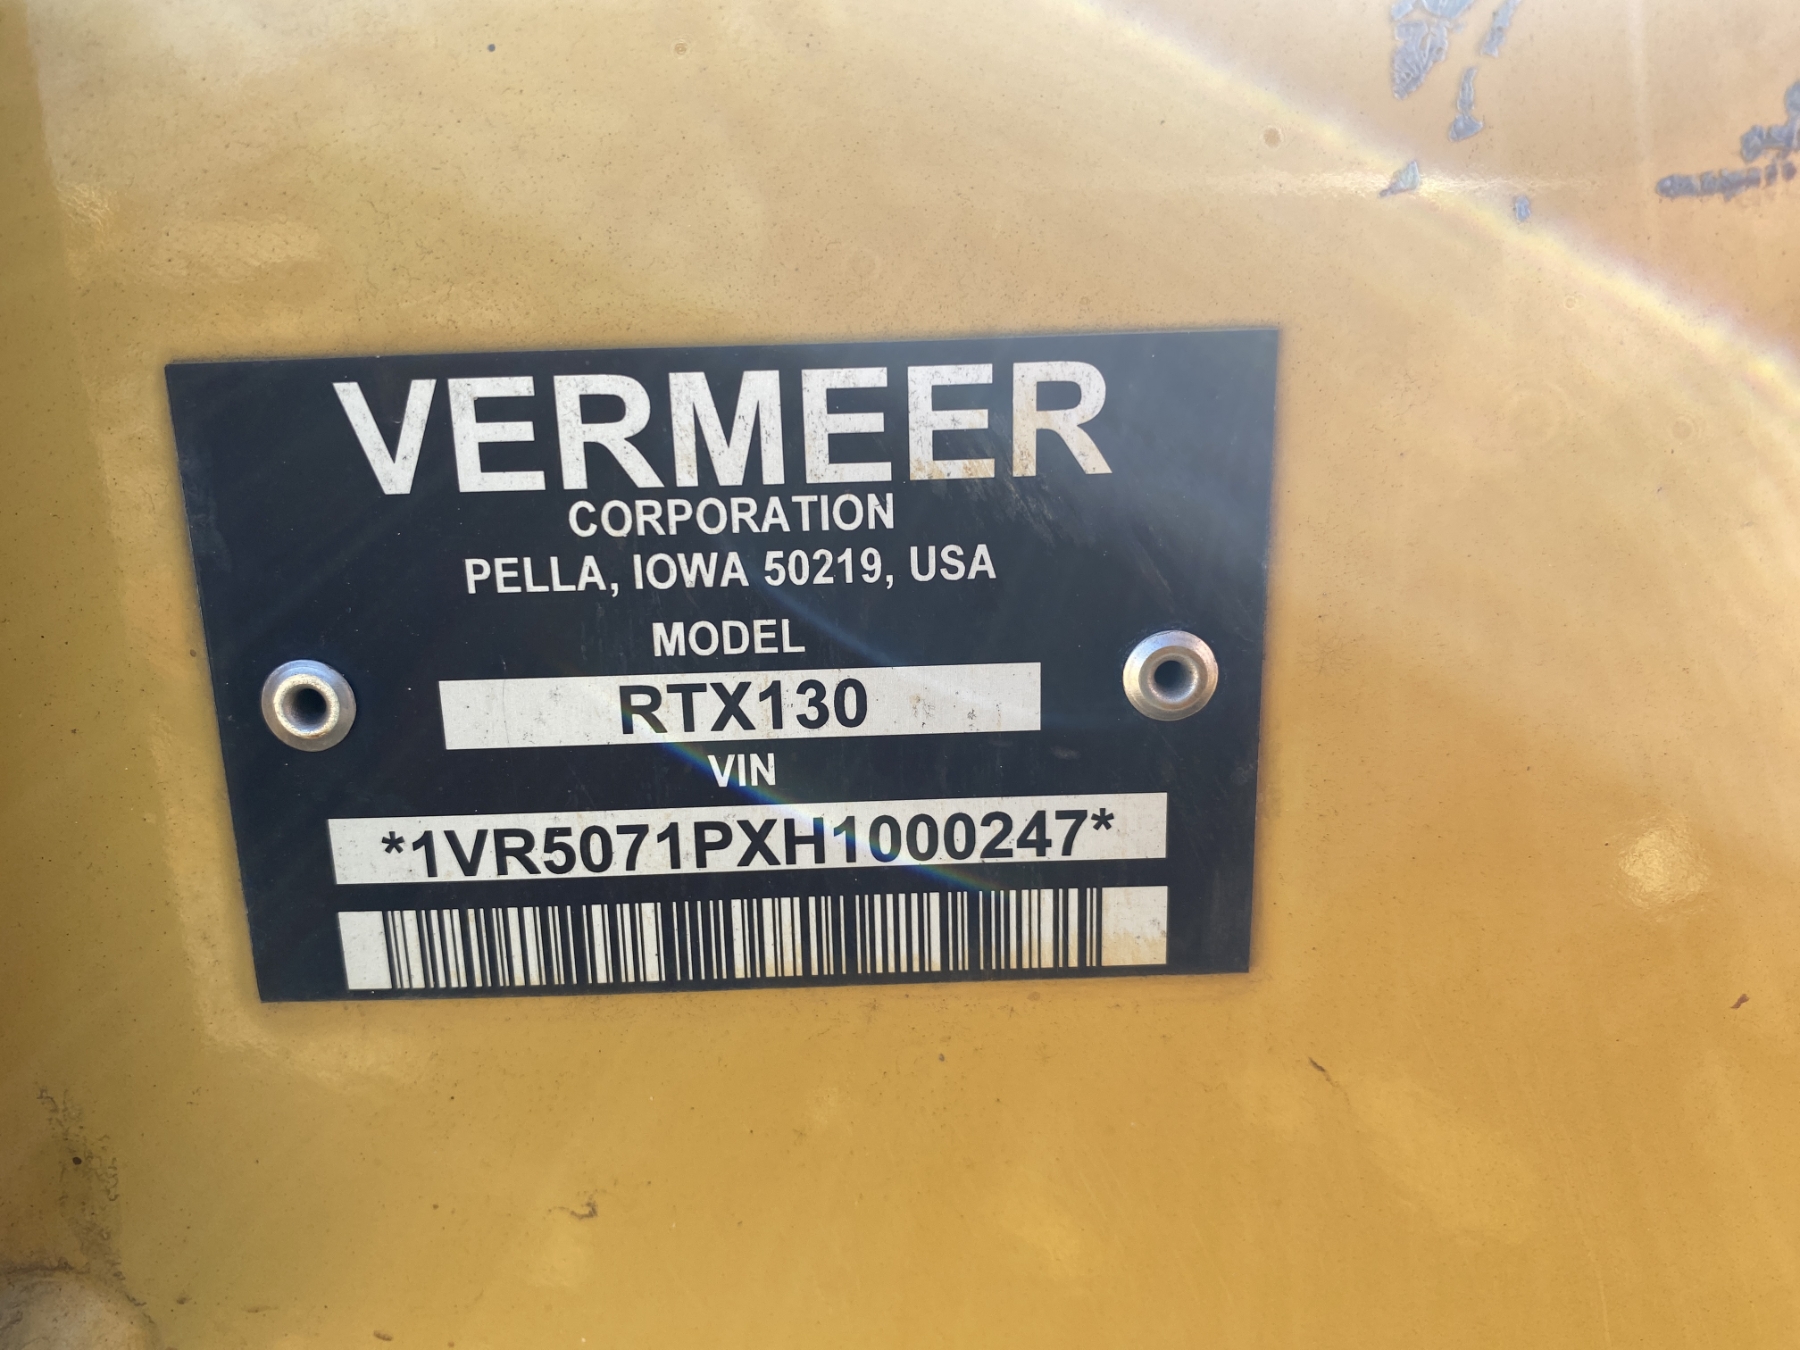 VERMEER
CORPORATION
PELLA, IOWA 50219, USA
MODEL
RTX130
VIN
*1VR5071PXH1000247*